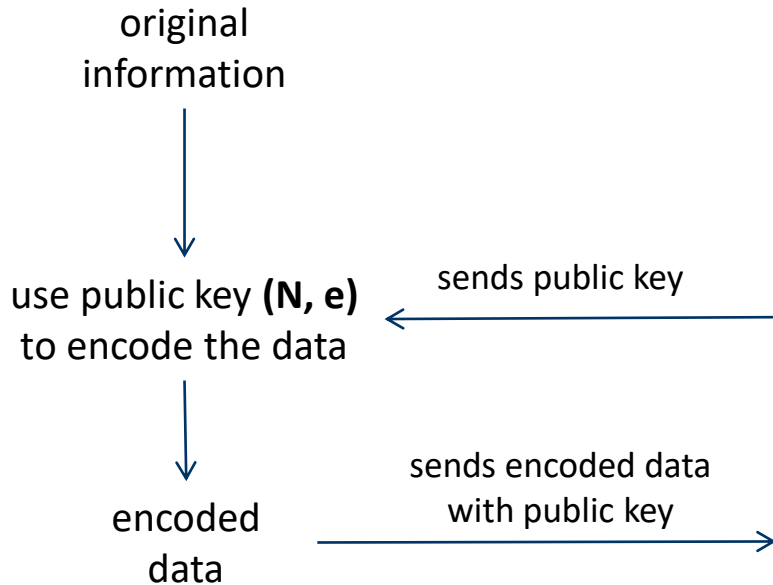 original
information
use public key (N, e)
to encode the data
sends public key
encoded
data
sends encoded data
with public key